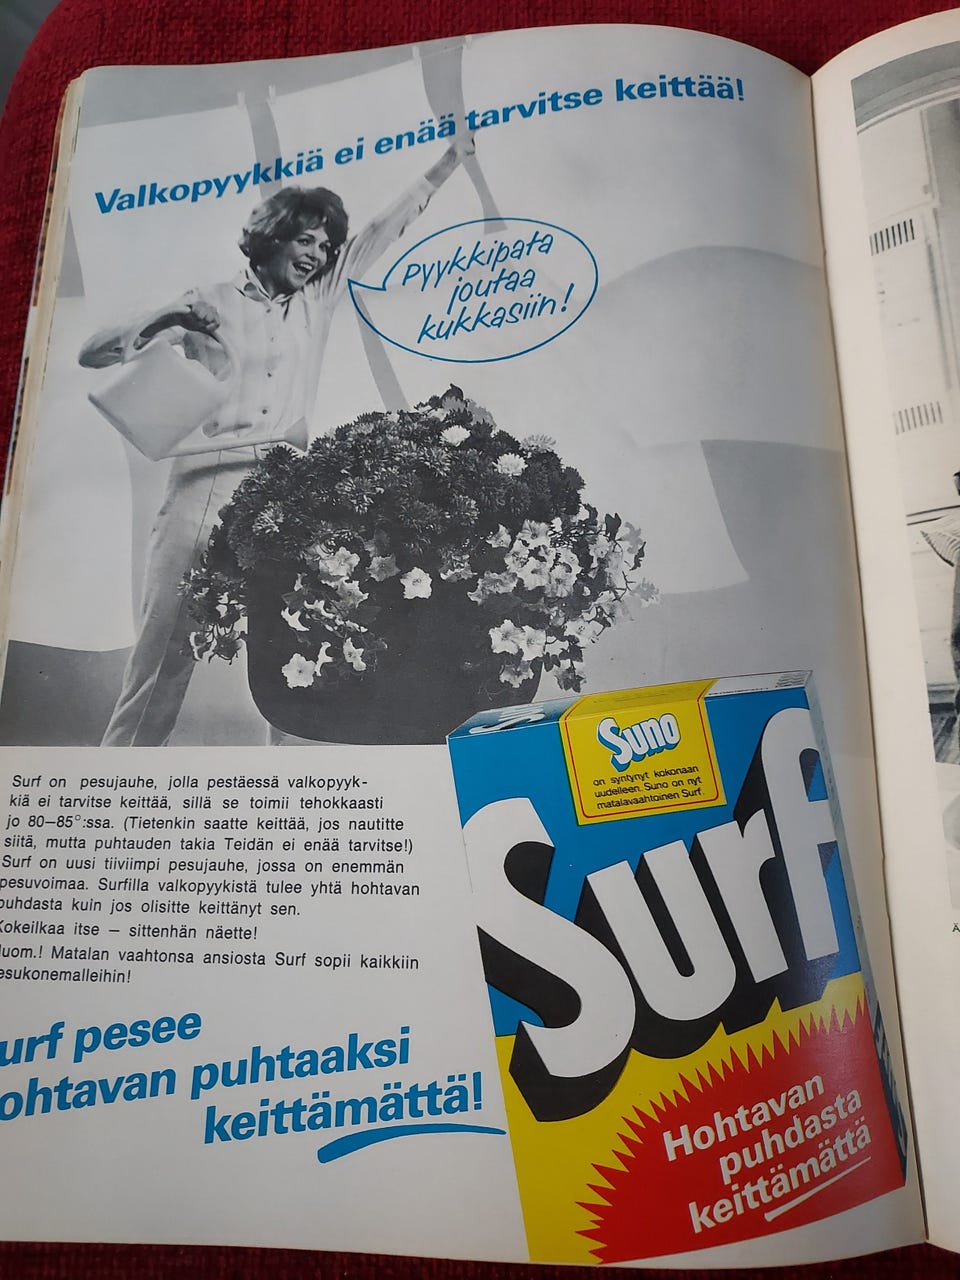 Valkopyykkiä ei enää tarvitse keittää!
Pyykkipata
joutaa
kukkasiin!
Surf on pesujauhe, jolla pestäessä valkopyyk-
kiä ei tarvitse keittää, sillä se toimii tehokkaasti
jo 80—85°:ssa. (Tietenkin saatte keittää, jos nautitte
siitä, mutta puhtauden takia Teidän ei enää tarvitse!)
Surf on uusi tiiviimpi pesujauhe, jossa on enemmän
pesuvoimaa. Surfilla valkopyykistä tulee yhtä hohtavan
puhdasta kuin jos olisitte keittänyt sen.
Kokeilkaa itse — sittenhän näette!
uom.! Matalan vaahtonsa ansiosta Surf sopii kaikkiin
esukonemalleihin!
urf pesee
ohtavan puhtaaksi
keittämättä!
Suno
on syntynyt kokonaan
uudelleen. Suno on nyt
matalavaahtoinen Surf.
Surf
Hohtavan
puhdasta
keittämättä